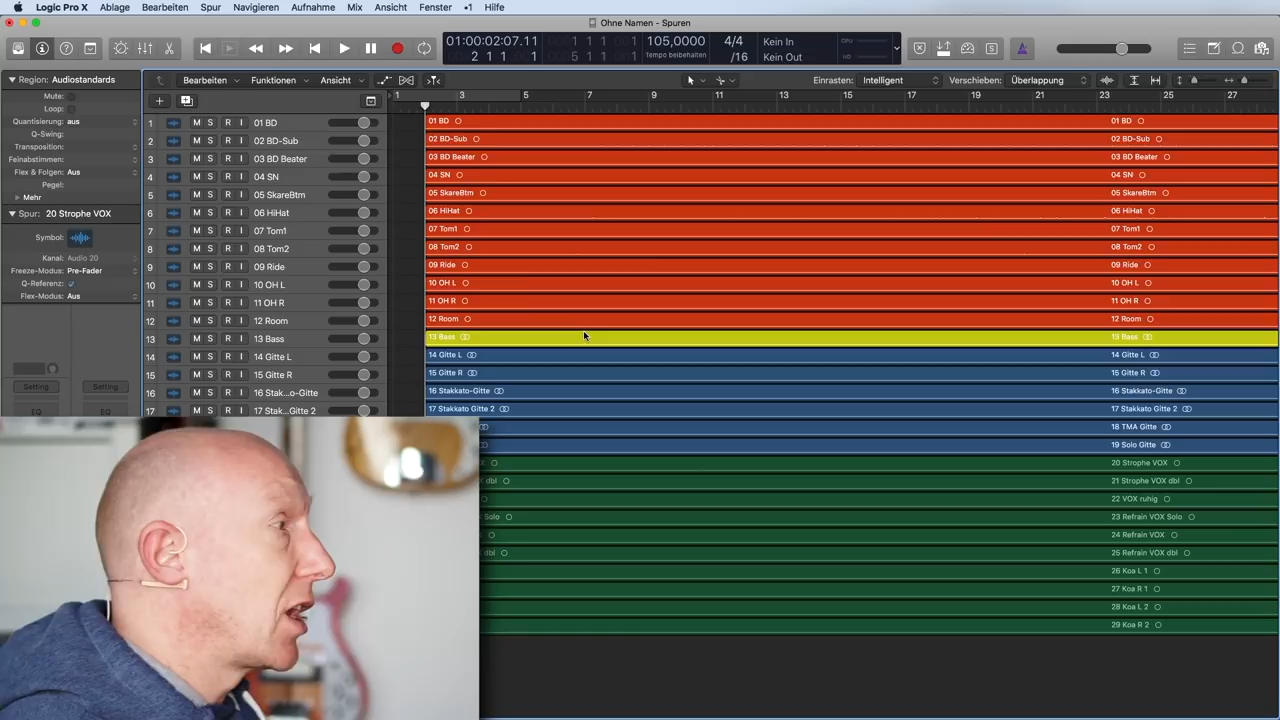 Logic Pro X Ablage Bearbeiten Spur Navigieren Aufnahme Mix Ansicht Fenster •1 Hilfe
Ohne Namen - Spuren
01:00:02:07.11 1 1 1 105,0000 4/4 Kein In CPU
2 1 1 1 5 1 1 1 Tempo beibehalten /16 Kein Out HD
Region: Audiostandards Bearbeiten Funktionen Ansicht Einrasten: Intelligent Verschieben: Überlappung
Mute:
Loop:
Quantisierung: aus
Q-Swing:
Transposition:
Feinabstimmen:
Flex & Folgen: Aus
Pegel:
Mehr
Spur: 20 Strophe VOX
Symbol:
Kanal: Audio 20
Freeze-Modus: Pre-Fader
Q-Referenz:
Flex-Modus: Aus
Setting Setting
EQ EQ
1 3 5 7 9 11 13 15 17 19 21 23 25 27
1 M S R I 01 BD 01 BD 01 BD
2 M S R I 02 BD-Sub 02 BD-Sub 02 BD-Sub
3 M S R I 03 BD Beater 03 BD Beater 03 BD Beater
4 M S R I 04 SN 04 SN 04 SN
5 M S R I 05 SkareBtm 05 SkareBtm 05 SkareBtm
6 M S R I 06 HiHat 06 HiHat 06 HiHat
7 M S R I 07 Tom1 07 Tom1 07 Tom1
8 M S R I 08 Tom2 08 Tom2 08 Tom2
9 M S R I 09 Ride 09 Ride 09 Ride
10 M S R I 10 OH L 10 OH L 10 OH L
11 M S R I 11 OH R 11 OH R 11 OH R
12 M S R I 12 Room 12 Room 12 Room
13 M S R I 13 Bass 13 Bass 13 Bass
14 M S R I 14 Gitte L 14 Gitte L 14 Gitte L
15 M S R I 15 Gitte R 15 Gitte R 15 Gitte R
16 M S R I 16 Stak...o-Gitte 16 Stakkato-Gitte 16 Stakkato-Gitte
17 M S R I 17 Stak...Gitte 2 17 Stakkato Gitte 2 17 Stakkato Gitte 2
18 TMA Gitte
19 Solo Gitte
20 Strophe VOX
dbl 21 Strophe VOX dbl
22 VOX ruhig
Solo 23 Refrain VOX Solo
24 Refrain VOX
dbl 25 Refrain VOX dbl
26 Koa L 1
27 Koa R 1
28 Koa L 2
29 Koa R 2